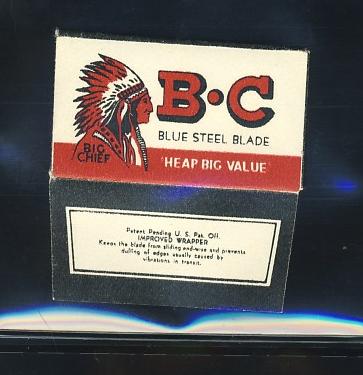 B•C
BLUE STEEL BLADE
BIG
CHIEF
'HEAP BIG VALUE'
Patent Pending U. S. Pat. Off.
IMPROVED WRAPPER
Keeps the blade from sliding end-wise and prevents
dulling of edges usually caused by
vibrations in transit.